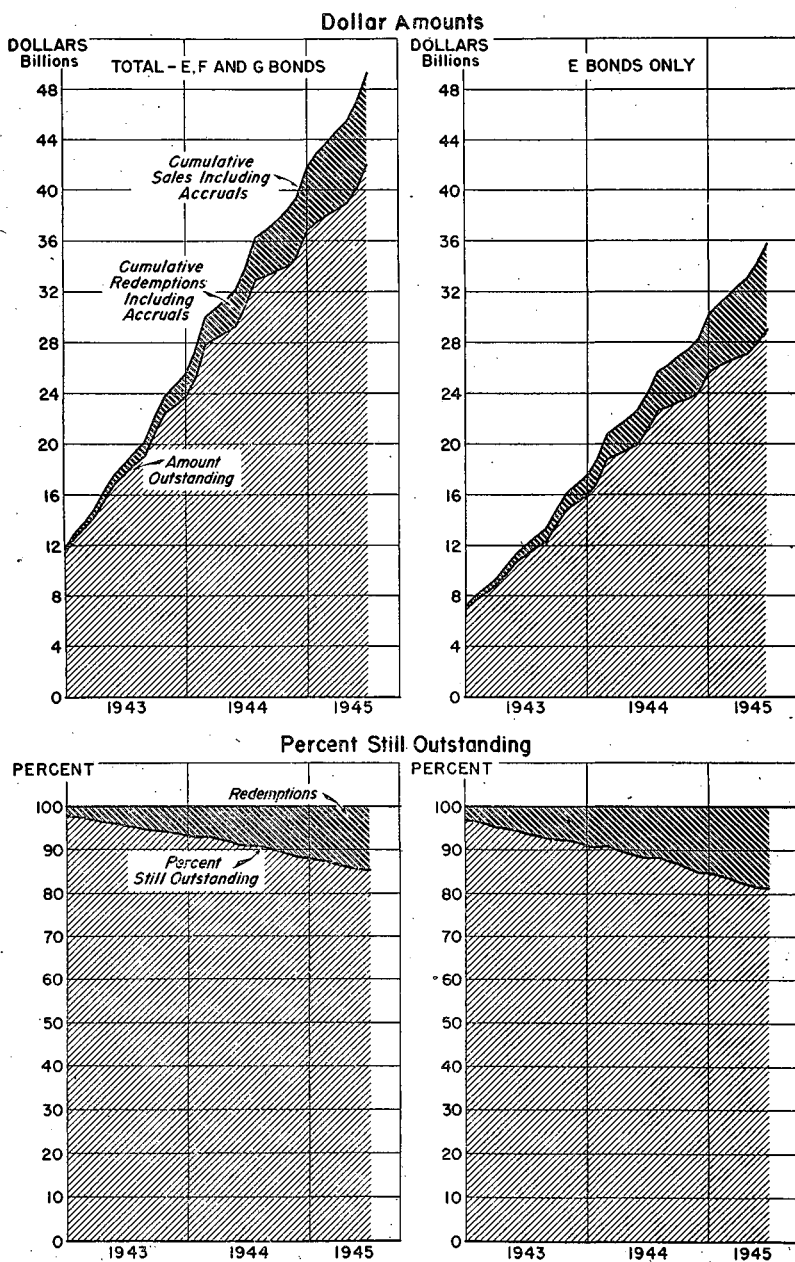 Dollar Amounts
DOLLARS
Billions
TOTAL - E, F AND G BONDS
48
44
40
36
32
28
24
20
16
12
8
4
0
Cumulative
Sales Including
Accruals
Cumulative
Redemptions
Including
Accruals
Amount
Outstanding
1943
1944
1945
DOLLARS
Billions
E BONDS ONLY
48
44
40
36
32
28
24
20
16
12
8
4
0
1943
1944
1945
Percent Still Outstanding
PERCENT
100
90
80
70
60
50
40
30
20
10
0
Redemptions
Percent
Still Outstanding
1943
1944
1945
PERCENT
100
90
80
70
60
50
40
30
20
10
0
1943
1944
1945